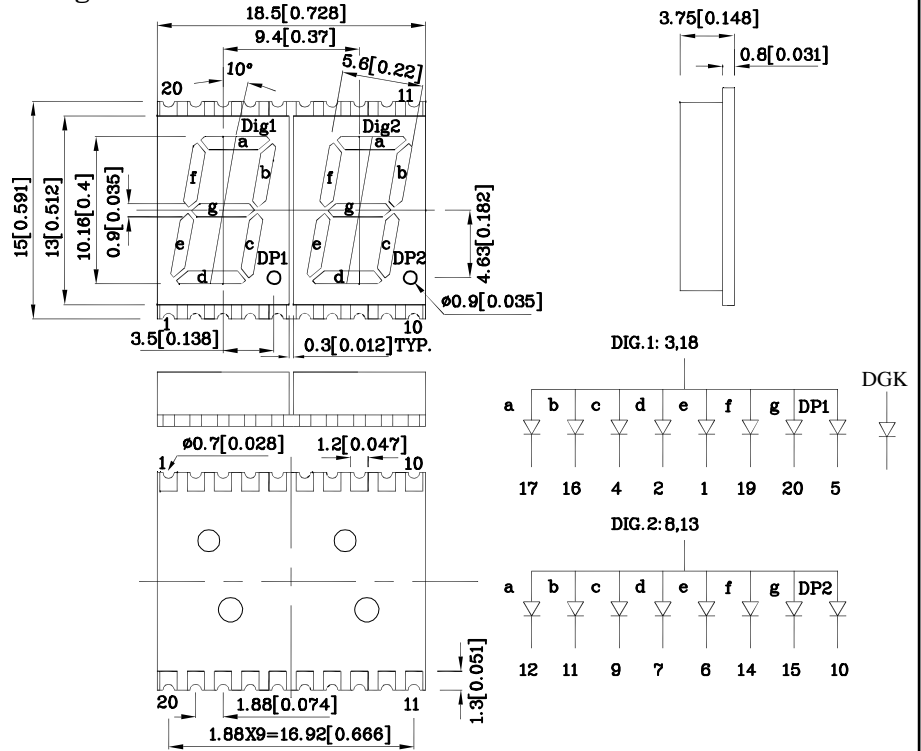 18.5[0.728]
9.4[0.37]
10°
5.6[0.22]
20
11
Dig1
Dig2
a
b
c
d
e
f
g
DP1
a
b
c
d
e
f
g
DP2
15[0.591]
13[0.512]
10.16[0.4]
0.9[0.035]
4.63[0.182]
ø0.9[0.035]
1
10
3.5[0.138]
0.3[0.012]TYP.
3.75[0.148]
0.8[0.031]
ø0.7[0.028]
1.2[0.047]
1
10
20
11
1.88[0.074]
1.88X9=16.92[0.666]
1.3[0.051]
DIG.1: 3,18
a b c d e f g DP1
17 16 4 2 1 19 20 5
DGK
DIG.2: 8,13
a b c d e f g DP2
12 11 9 7 6 14 15 10